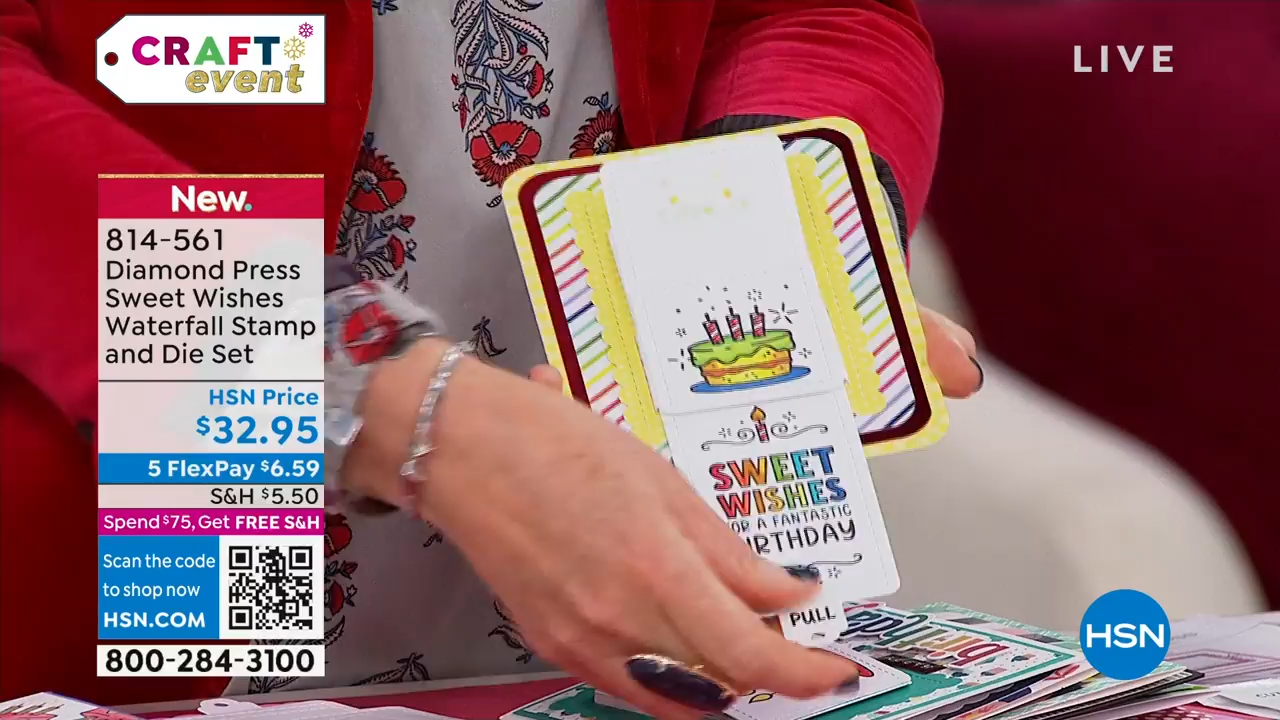 CRAFT
event
LIVE
New.
814-561
Diamond Press
Sweet Wishes
Waterfall Stamp
and Die Set
HSN Price
$32.95
5 FlexPay $6.59
S&H $5.50
Spend $75, Get FREE S&H
Scan the code
to shop now
HSN.COM
800-284-3100
SWEET
WISHES
OR A FANTASTIC
IRTHDAY
PULL
birthday
HSN